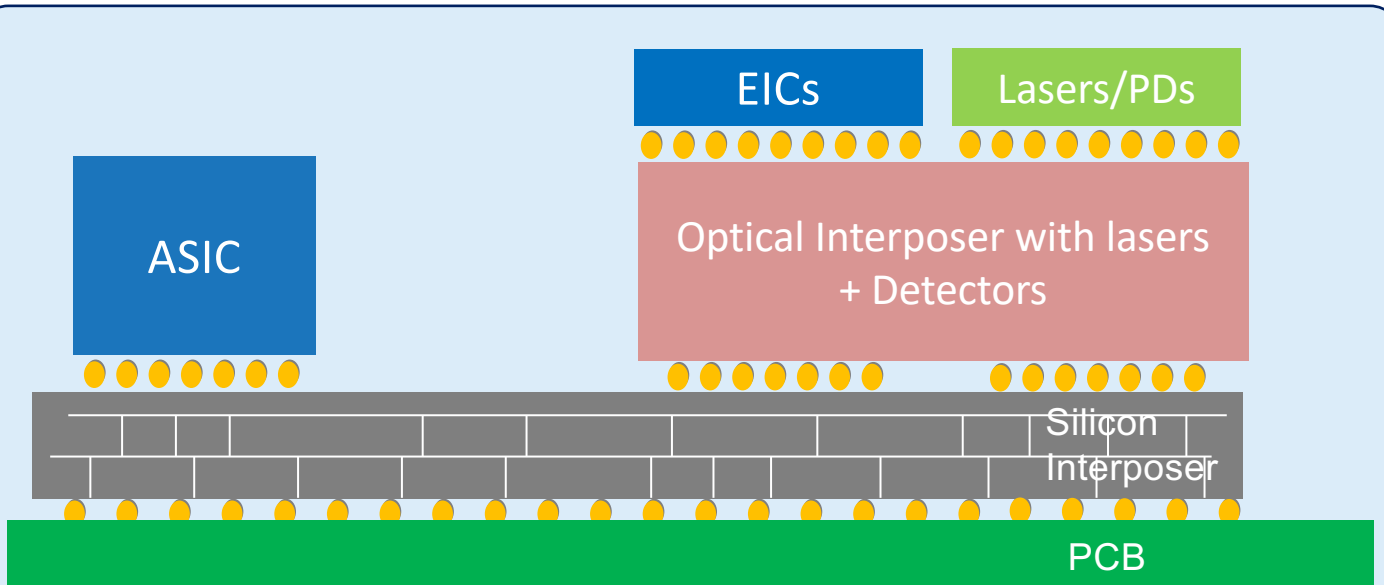 EICs
Lasers/PDs
ASIC
Optical Interposer with lasers
+ Detectors
Silicon
Interposer
PCB